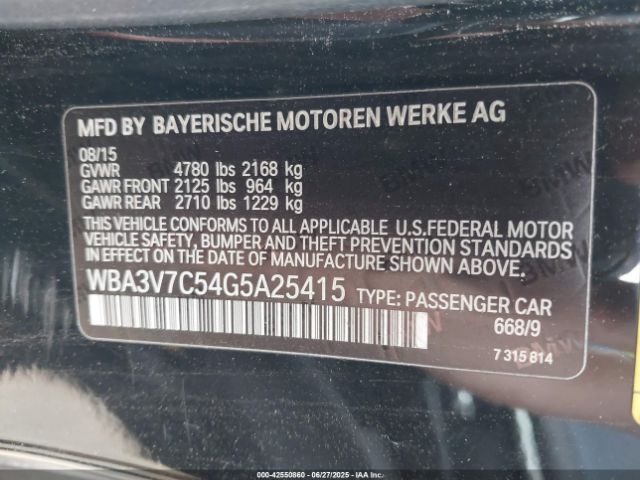 MFD BY BAYERISCHE MOTOREN WERKE AG
08/15
GVWR 4780 lbs 2168 kg
GAWR FRONT 2125 lbs 964 kg
GAWR REAR 2710 lbs 1229 kg
THIS VEHICLE CONFORMS TO ALL APPLICABLE U.S.FEDERAL MOTOR
VEHICLE SAFETY, BUMPER AND THEFT PREVENTION STANDARDS
IN EFFECT ON THE DATE OF MANUFACTURE SHOWN ABOVE.
WBA3V7C54G5A25415 TYPE: PASSENGER CAR
668/9
7 315 814
000-42550860 - 06/27/2025 - IAAI.com